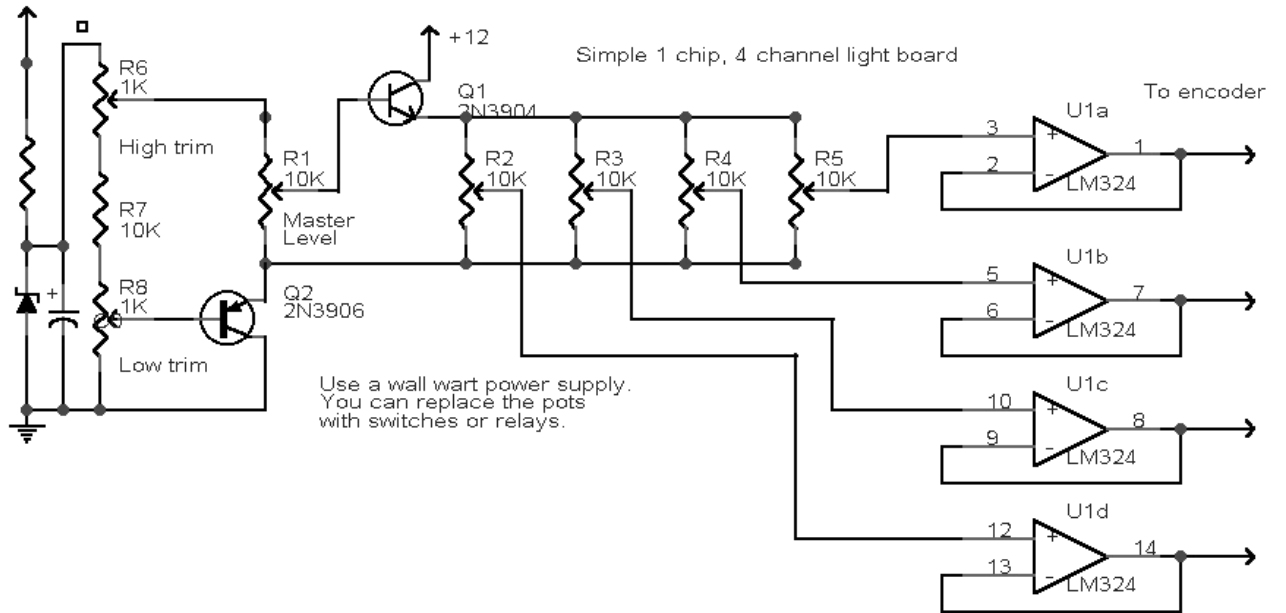 +12
Simple 1 chip, 4 channel light board
To encoder
R6
1K
High trim
Q1
2N3904
R1
10K
Master
Level
R2
10K
R3
10K
R4
10K
R5
10K
3
2
1
U1a
LM324
R7
10K
R8
1K
Low trim
Q2
2N3906
+
5
6
7
U1b
LM324
Use a wall wart power supply.
You can replace the pots
with switches or relays.
10
9
8
U1c
LM324
12
13
14
U1d
LM324